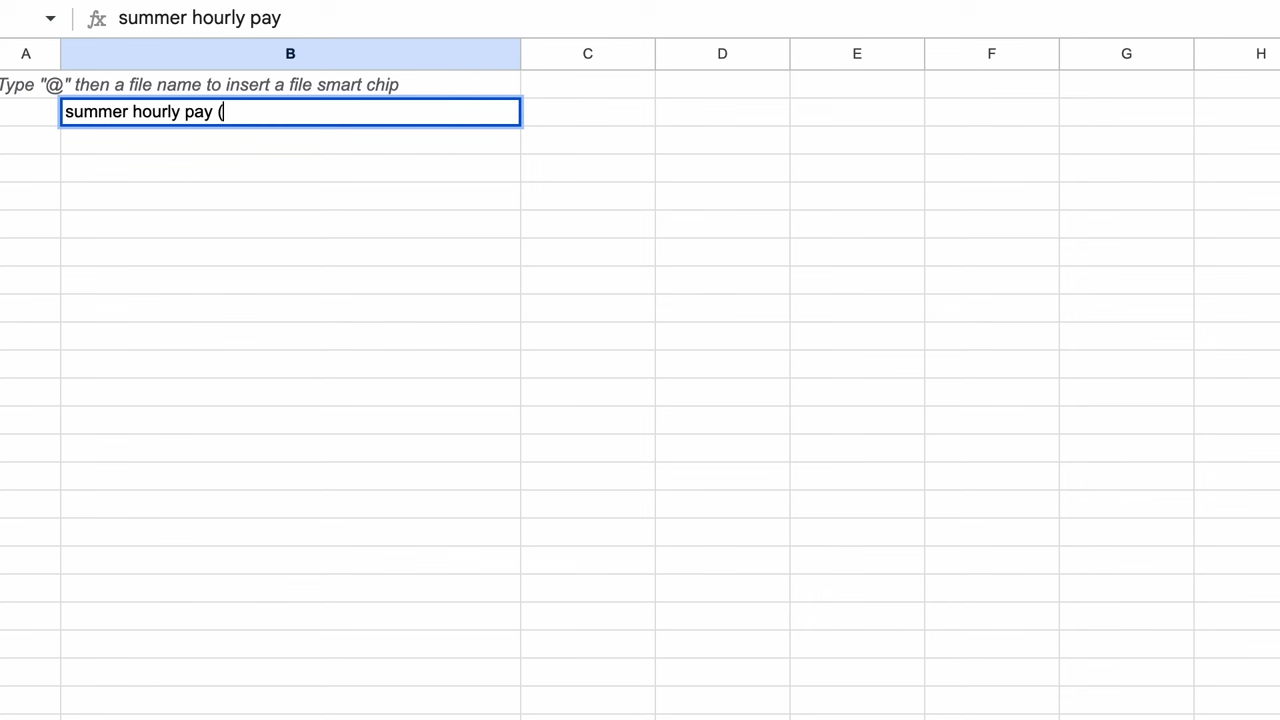 fx summer hourly pay
A B C D E F G H
Type "@" then a file name to insert a file smart chip
summer hourly pay (